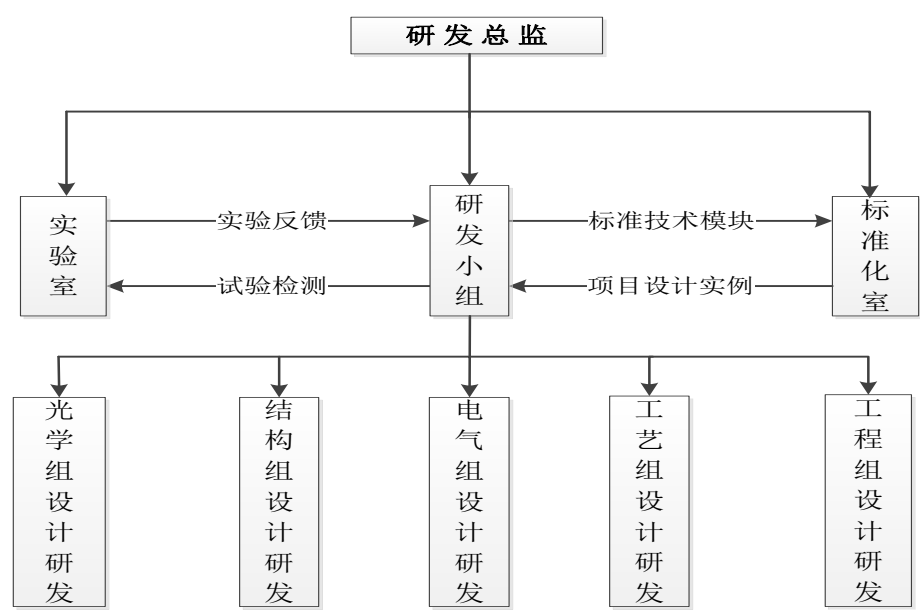 研发总监
实验室
实验反馈
试验检测
研发小组
标准技术模块
项目设计实例
标准化室
光学组设计研发
结构组设计研发
电气组设计研发
工艺组设计研发
工程组设计研发